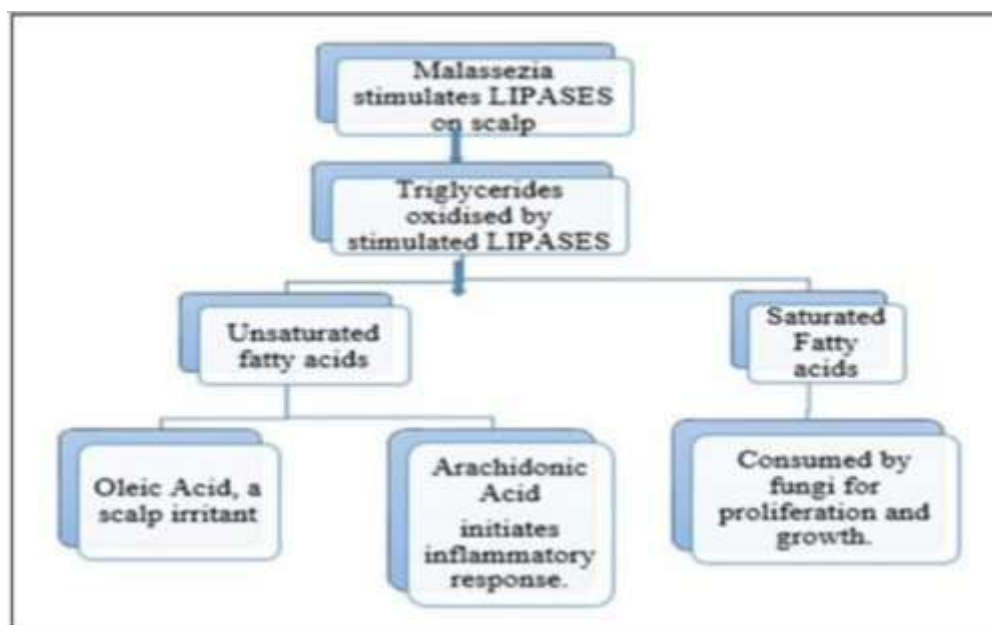 Malassezia
stimulates LIPASES
on scalp
Triglycerides
oxidised by
stimulated LIPASES
Unsaturated
fatty acids
Saturated
Fatty
acids
Oleic Acid, a
scalp irritant
Arachidonic
Acid
initiates
inflammatory
response.
Consumed by
fungi for
proliferation and
growth.